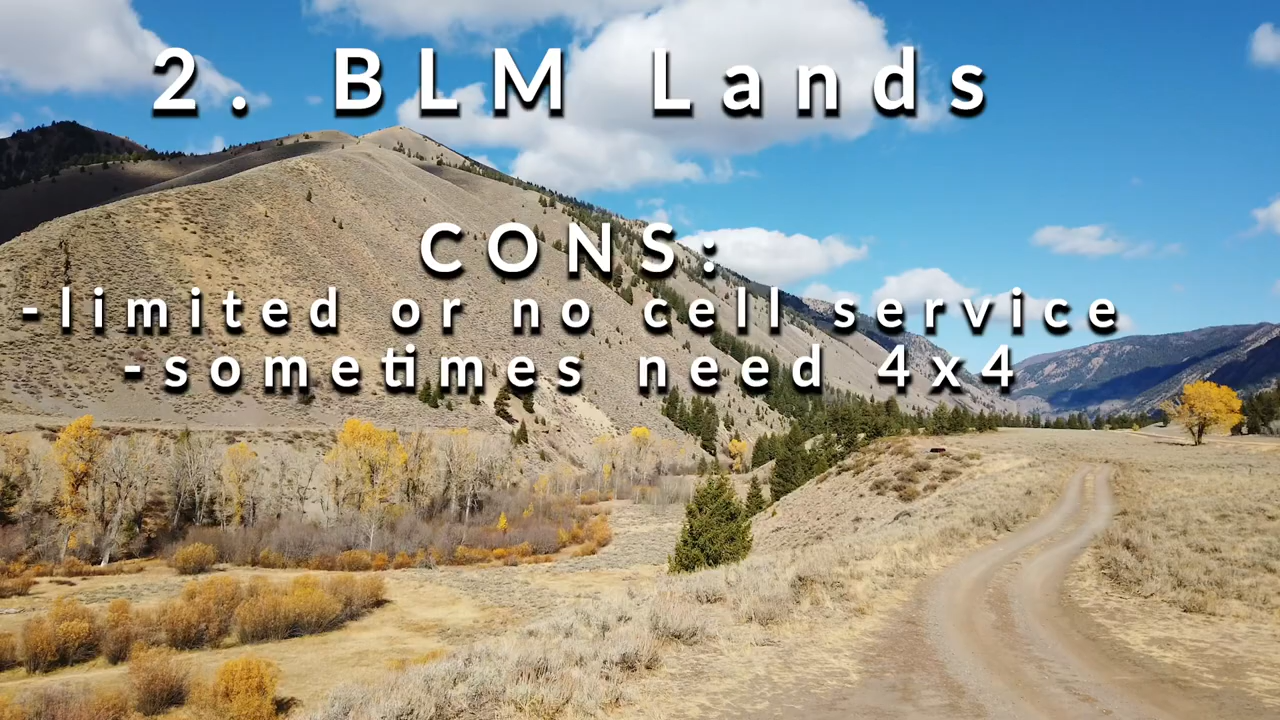 2. BLM Lands
CONS:
-limited or no cell service
-sometimes need 4x4